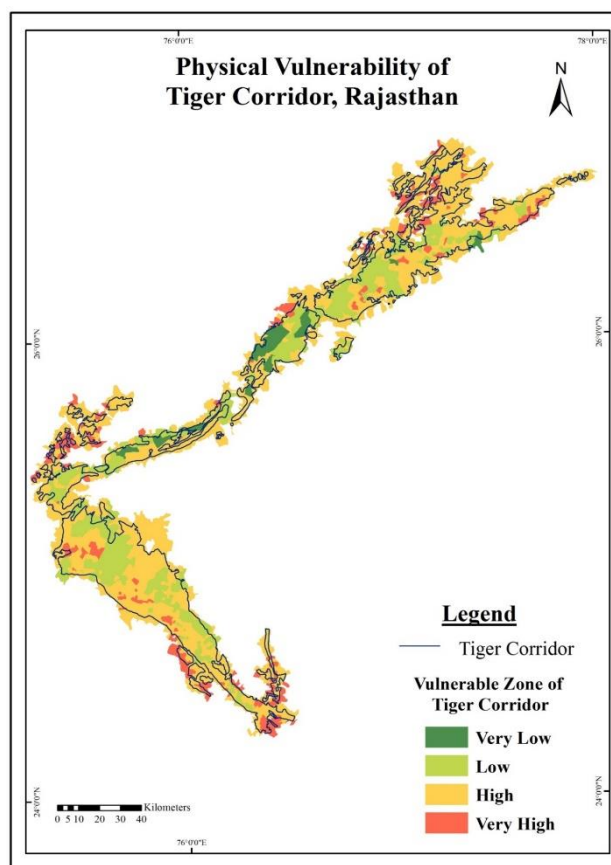 76°0'0"E
78°0'0"E
Physical Vulnerability of
Tiger Corridor, Rajasthan
N
26°0'0"N
26°0'0"N
Legend
Tiger Corridor
Vulnerable Zone of
Tiger Corridor
Very Low
Low
High
Very High
24°0'0"N
24°0'0"N
Kilometers
0 5 10 20 30 40
76°0'0"E